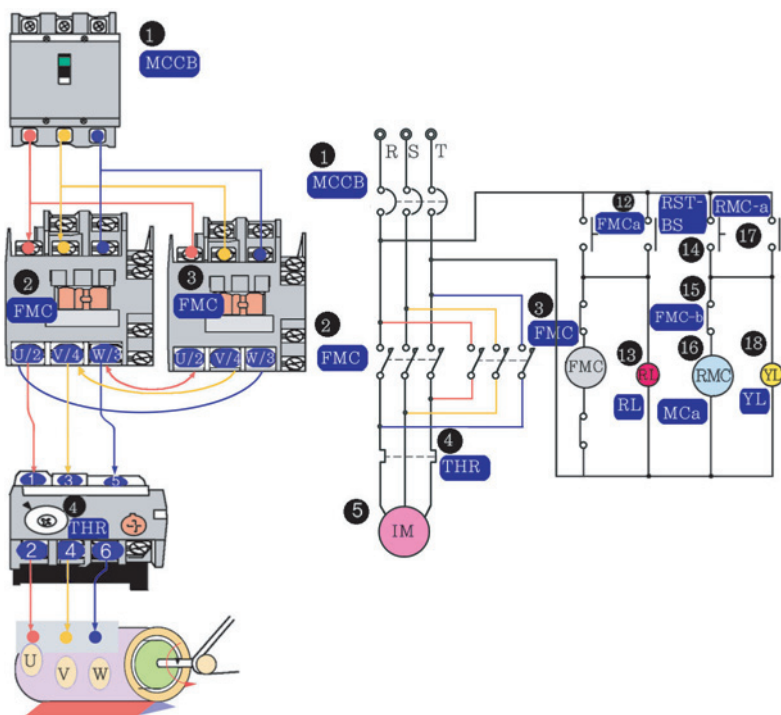 1
MCCB
2
FMC
3
FMC
U/2 V/4 W/3
U/2 V/4 W/3
1 3 5
4
THR
2 4 6
U V W
R S T
1
MCCB
3
FMC
2
FMC
4
THR
5
IM
12
FMCa
RST-
BS
14
RMC-a
17
15
FMC-b
FMC
13
RL
RL
16
RMC
MCa
18
YL
YL